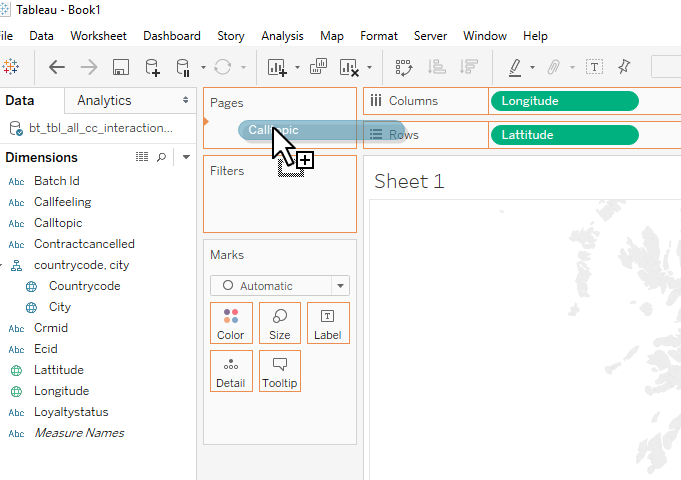 Tableau - Book1
File Data Worksheet Dashboard Story Analysis Map Format Server Window Help
Data Analytics
bt_tbl_all_cc_interaction...
Dimensions
Abc Batch Id
Abc Callfeeling
Abc Calltopic
Abc Contractcancelled
countrycode, city
Countrycode
City
Abc Crmid
Abc Ecid
Lattitude
Longitude
Abc Loyaltystatus
Abc Measure Names
Pages
Calltopic
Filters
Marks
Automatic
Color Size Label
Detail Tooltip
Columns Longitude
Rows Lattitude
Sheet 1